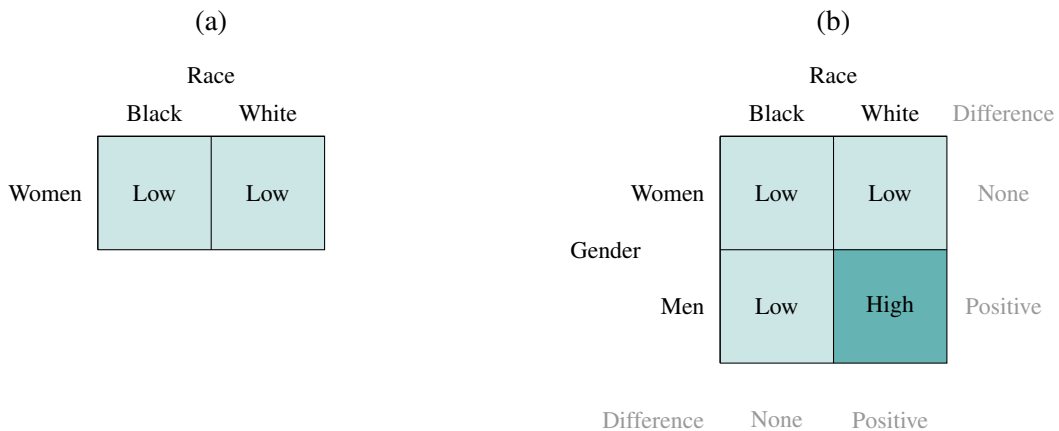 (a)
Race
Black White
Women Low Low
(b)
Race
Black White Difference
Women Low Low None
Gender
Men Low High Positive
Difference None Positive